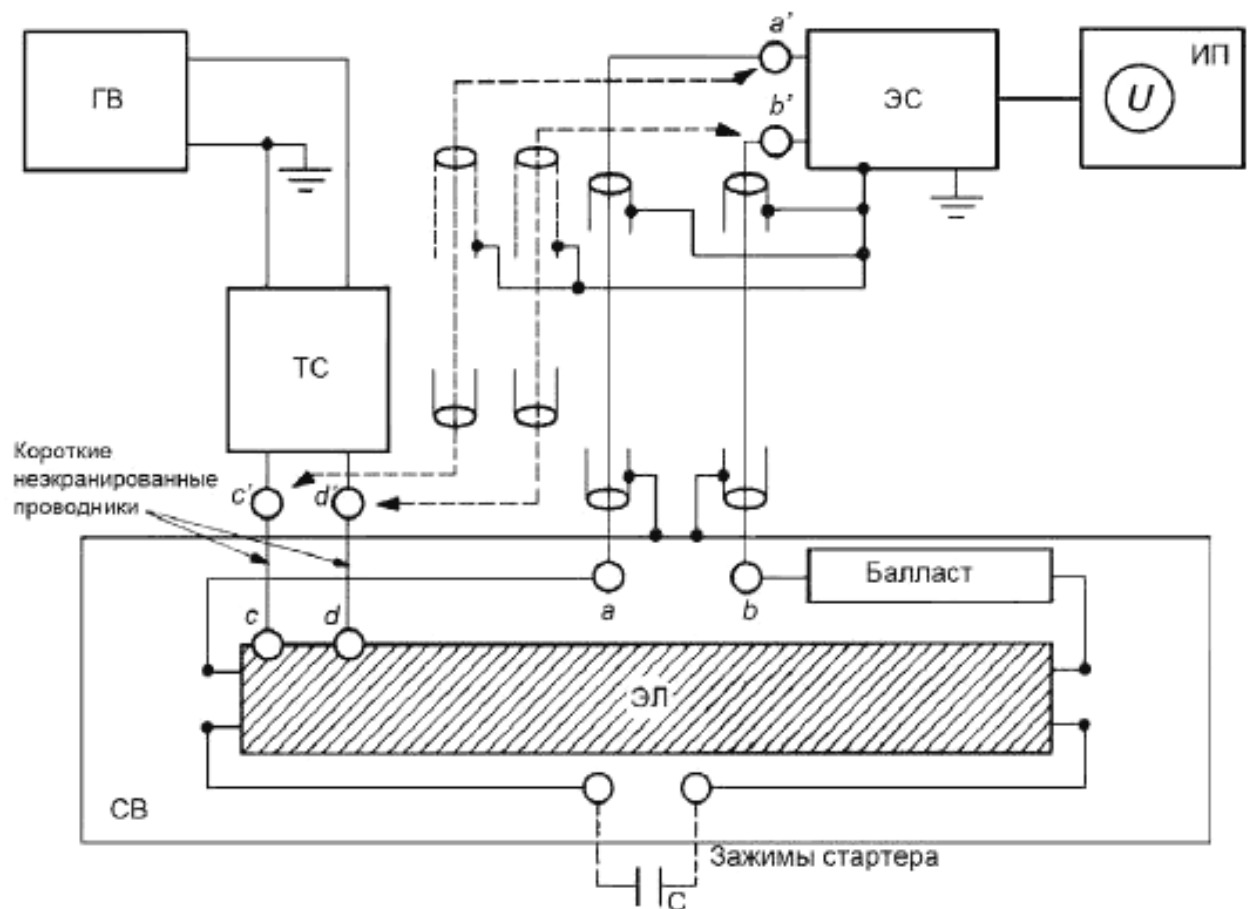 ГВ
a'
b'
ЭС
ИП
U
ТС
Короткие
неэкранированные
проводники
c'
d'
a
b
Балласт
c
d
ЭЛ
СВ
Зажимы стартера
C